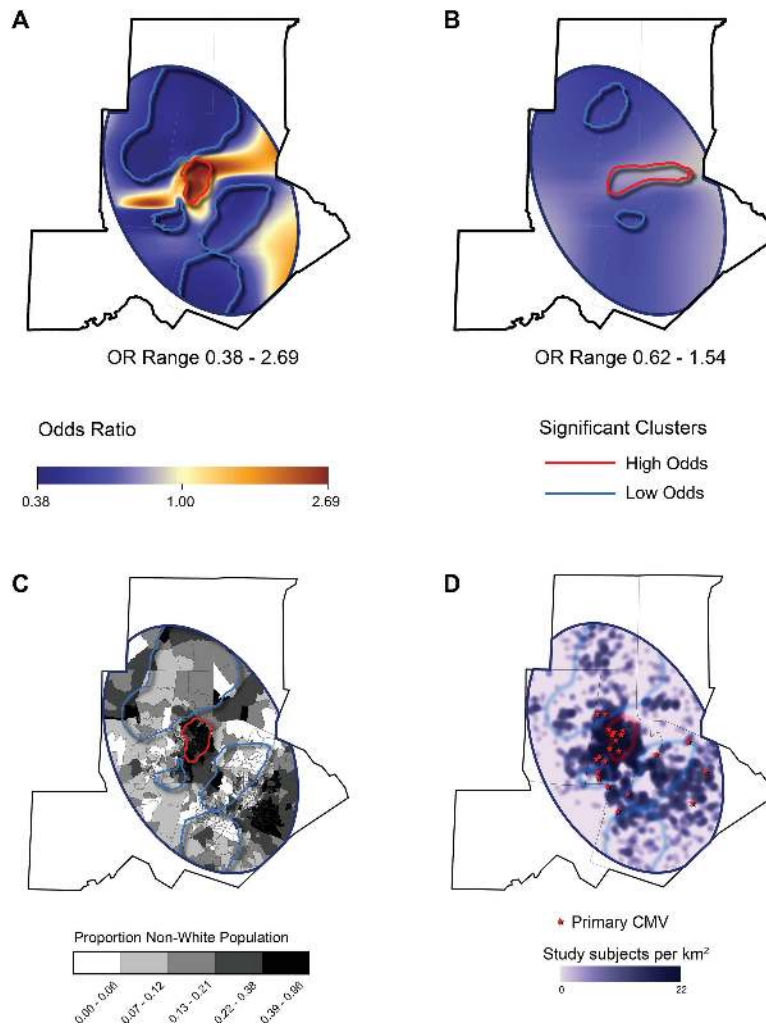 A
B
OR Range 0.38 - 2.69
OR Range 0.62 - 1.54
Odds Ratio
0.38
1.00
2.69
Significant Clusters
High Odds
Low Odds
C
D
Proportion Non-White Population
0.00 - 0.06
0.07 - 0.12
0.13 - 0.21
0.22 - 0.38
0.39 - 0.98
Primary CMV
Study subjects per km²
0
22